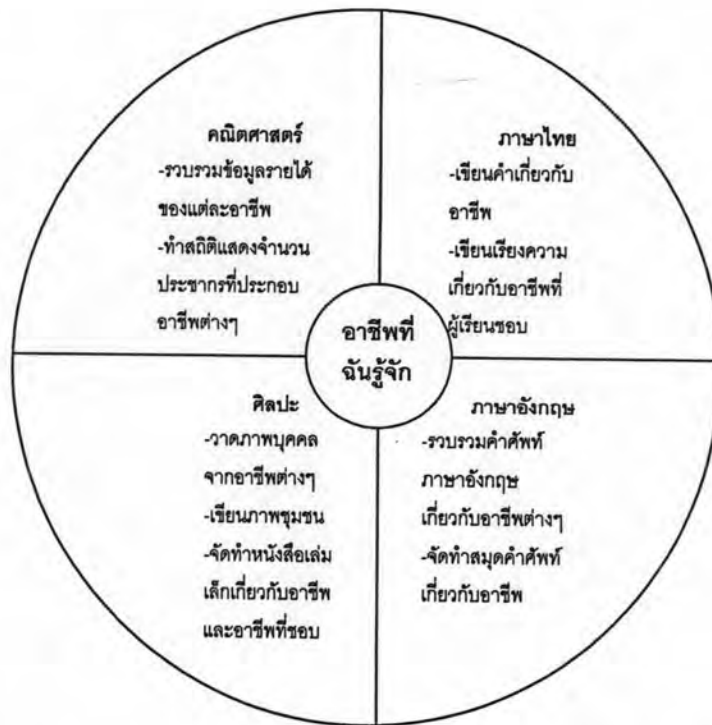 คณิตศาสตร์
-รวบรวมข้อมูลรายได้
ของแต่ละอาชีพ
-ทำสถิติแสดงจำนวน
ประชากรที่ประกอบ
อาชีพต่างๆ
ภาษาไทย
-เขียนคำเกี่ยวกับ
อาชีพ
-เขียนเรียงความ
เกี่ยวกับอาชีพที่
ผู้เรียนชอบ
อาชีพที่
ฉันรู้จัก
ศิลปะ
-วาดภาพบุคคล
จากอาชีพต่างๆ
-เขียนภาพชุมชน
-จัดทำหนังสือเล่ม
เล็กเกี่ยวกับอาชีพ
และอาชีพที่ชอบ
ภาษาอังกฤษ
-รวบรวมคำศัพท์
ภาษาอังกฤษ
เกี่ยวกับอาชีพต่างๆ
-จัดทำสมุดคำศัพท์
เกี่ยวกับอาชีพ